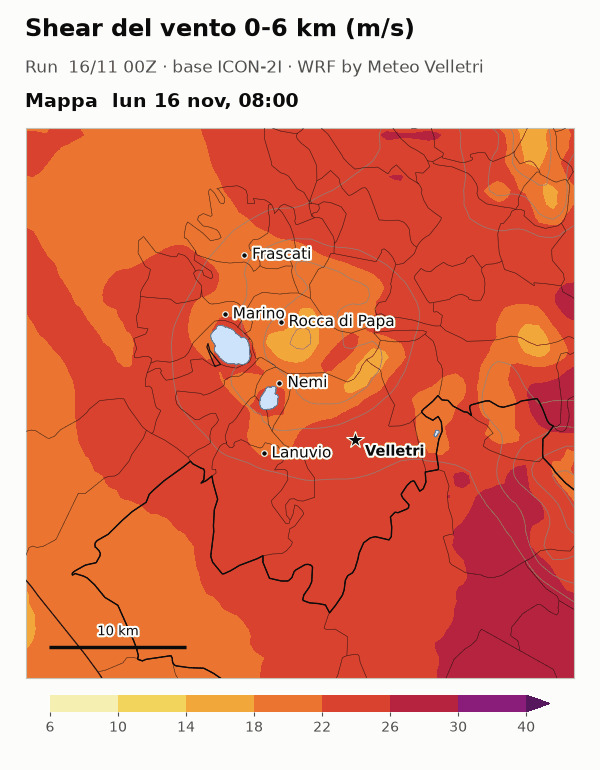 Shear del vento 0-6 km (m/s)
Run  16/11 00Z · base ICON-2I · WRF by Meteo Velletri
Mappa  lun 16 nov, 08:00
Frascati
Marino
Rocca di Papa
Nemi
Velletri
Lanuvio
10 km
6 10 14 18 22 26 30 40